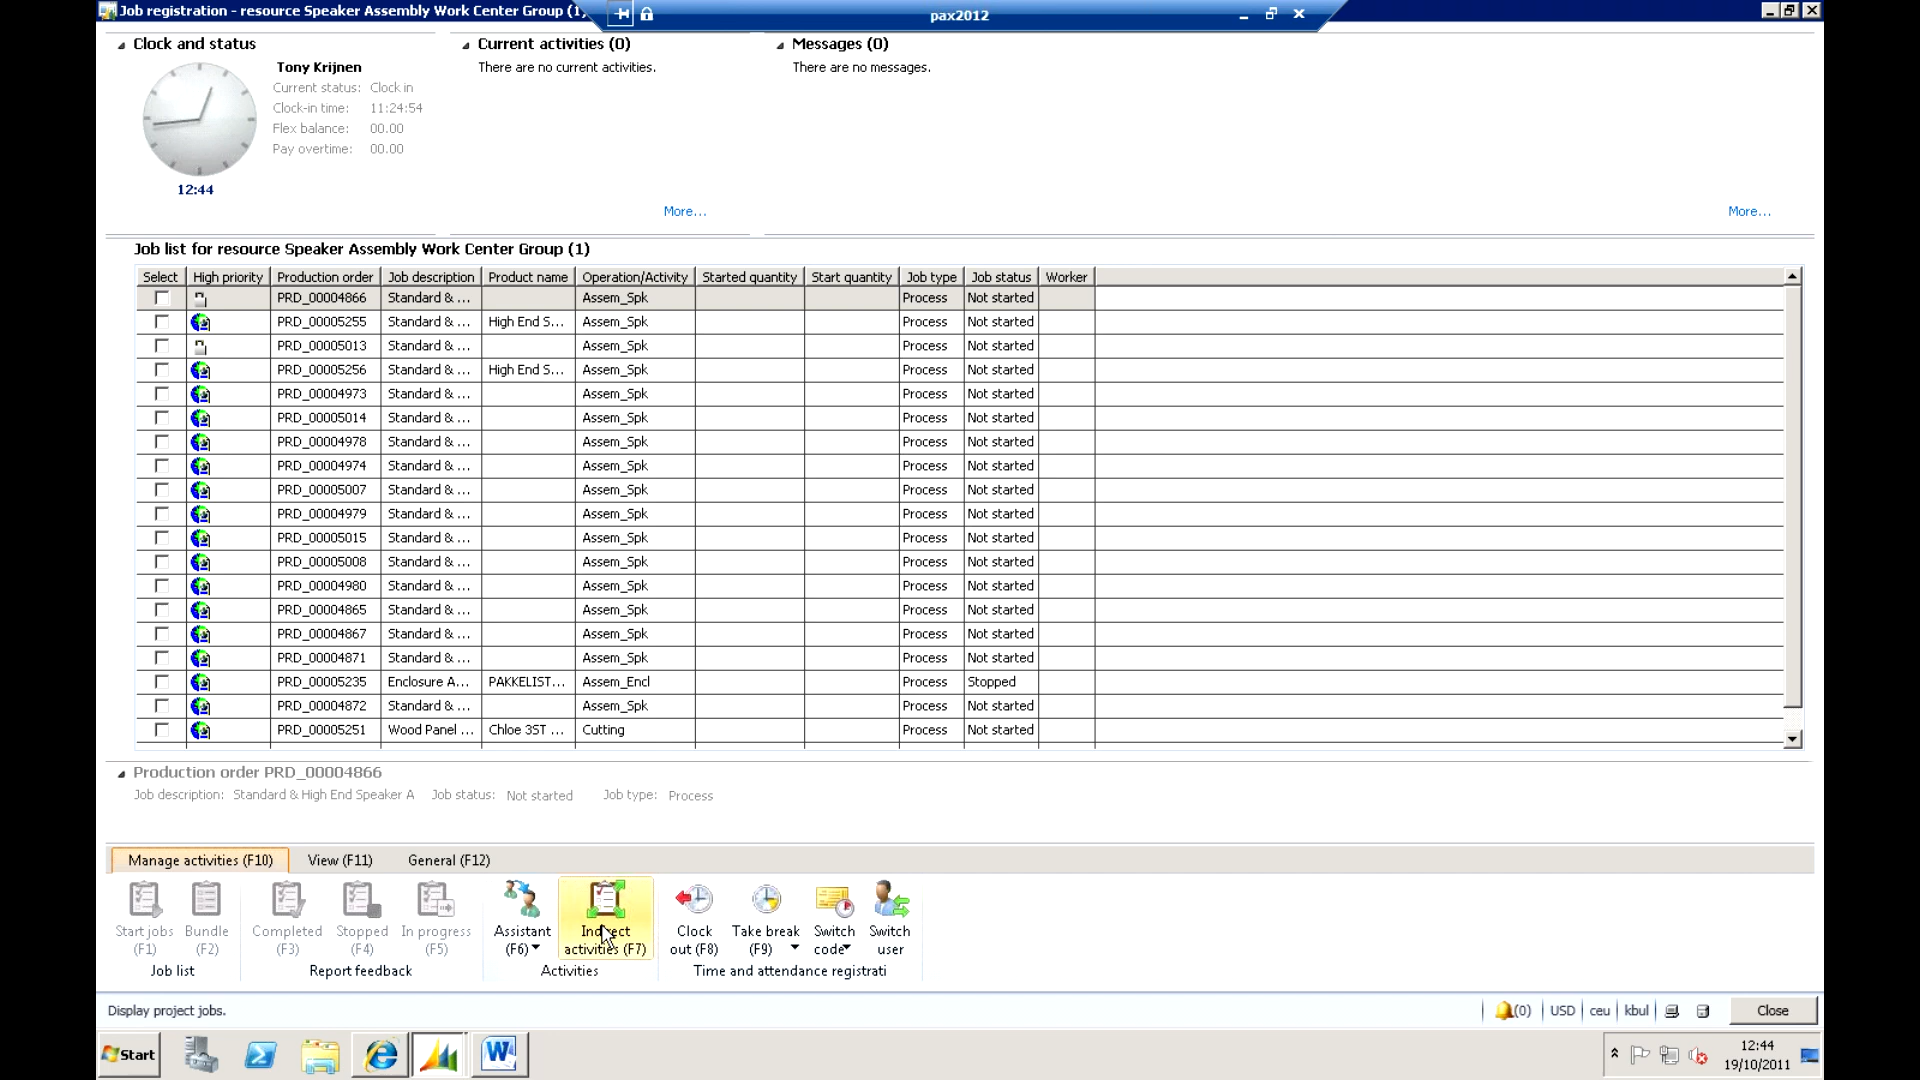 Job registration - resource Speaker Assembly Work Center Group (1)
pax2012
Clock and status
Current activities (0)
Messages (0)
Tony Krijnen
There are no current activities.
There are no messages.
Current status: Clock in
Clock-in time: 11:24:54
Flex balance: 00.00
Pay overtime: 00.00
12:44
More...
More...
Job list for resource Speaker Assembly Work Center Group (1)
Select High priority Production order Job description Product name Operation/Activity Started quantity Start quantity Job type Job status Worker
PRD_00004866 Standard & ... Assem_Spk Process Not started
PRD_00005255 Standard & ... High End S... Assem_Spk Process Not started
PRD_00005013 Standard & ... Assem_Spk Process Not started
PRD_00005256 Standard & ... High End S... Assem_Spk Process Not started
PRD_00004973 Standard & ... Assem_Spk Process Not started
PRD_00005014 Standard & ... Assem_Spk Process Not started
PRD_00004978 Standard & ... Assem_Spk Process Not started
PRD_00004974 Standard & ... Assem_Spk Process Not started
PRD_00005007 Standard & ... Assem_Spk Process Not started
PRD_00004979 Standard & ... Assem_Spk Process Not started
PRD_00005015 Standard & ... Assem_Spk Process Not started
PRD_00005008 Standard & ... Assem_Spk Process Not started
PRD_00004980 Standard & ... Assem_Spk Process Not started
PRD_00004865 Standard & ... Assem_Spk Process Not started
PRD_00004867 Standard & ... Assem_Spk Process Not started
PRD_00004871 Standard & ... Assem_Spk Process Not started
PRD_00005235 Enclosure A... PAKKELIST... Assem_Encl Process Stopped
PRD_00004872 Standard & ... Assem_Spk Process Not started
PRD_00005251 Wood Panel ... Chloe 3ST ... Cutting Process Not started
Production order PRD_00004866
Job description: Standard & High End Speaker A Job status: Not started Job type: Process
Manage activities (F10) View (F11) General (F12)
Start jobs Bundle Completed Stopped In progress Assistant Indirect Clock Take break Switch Switch
(F1) (F2) (F3) (F4) (F5) (F6) activities (F7) out (F8) (F9) code user
Job list Report feedback Activities Time and attendance registrati
Display project jobs.
(0) USD ceu kbul Close
Start
12:44
19/10/2011